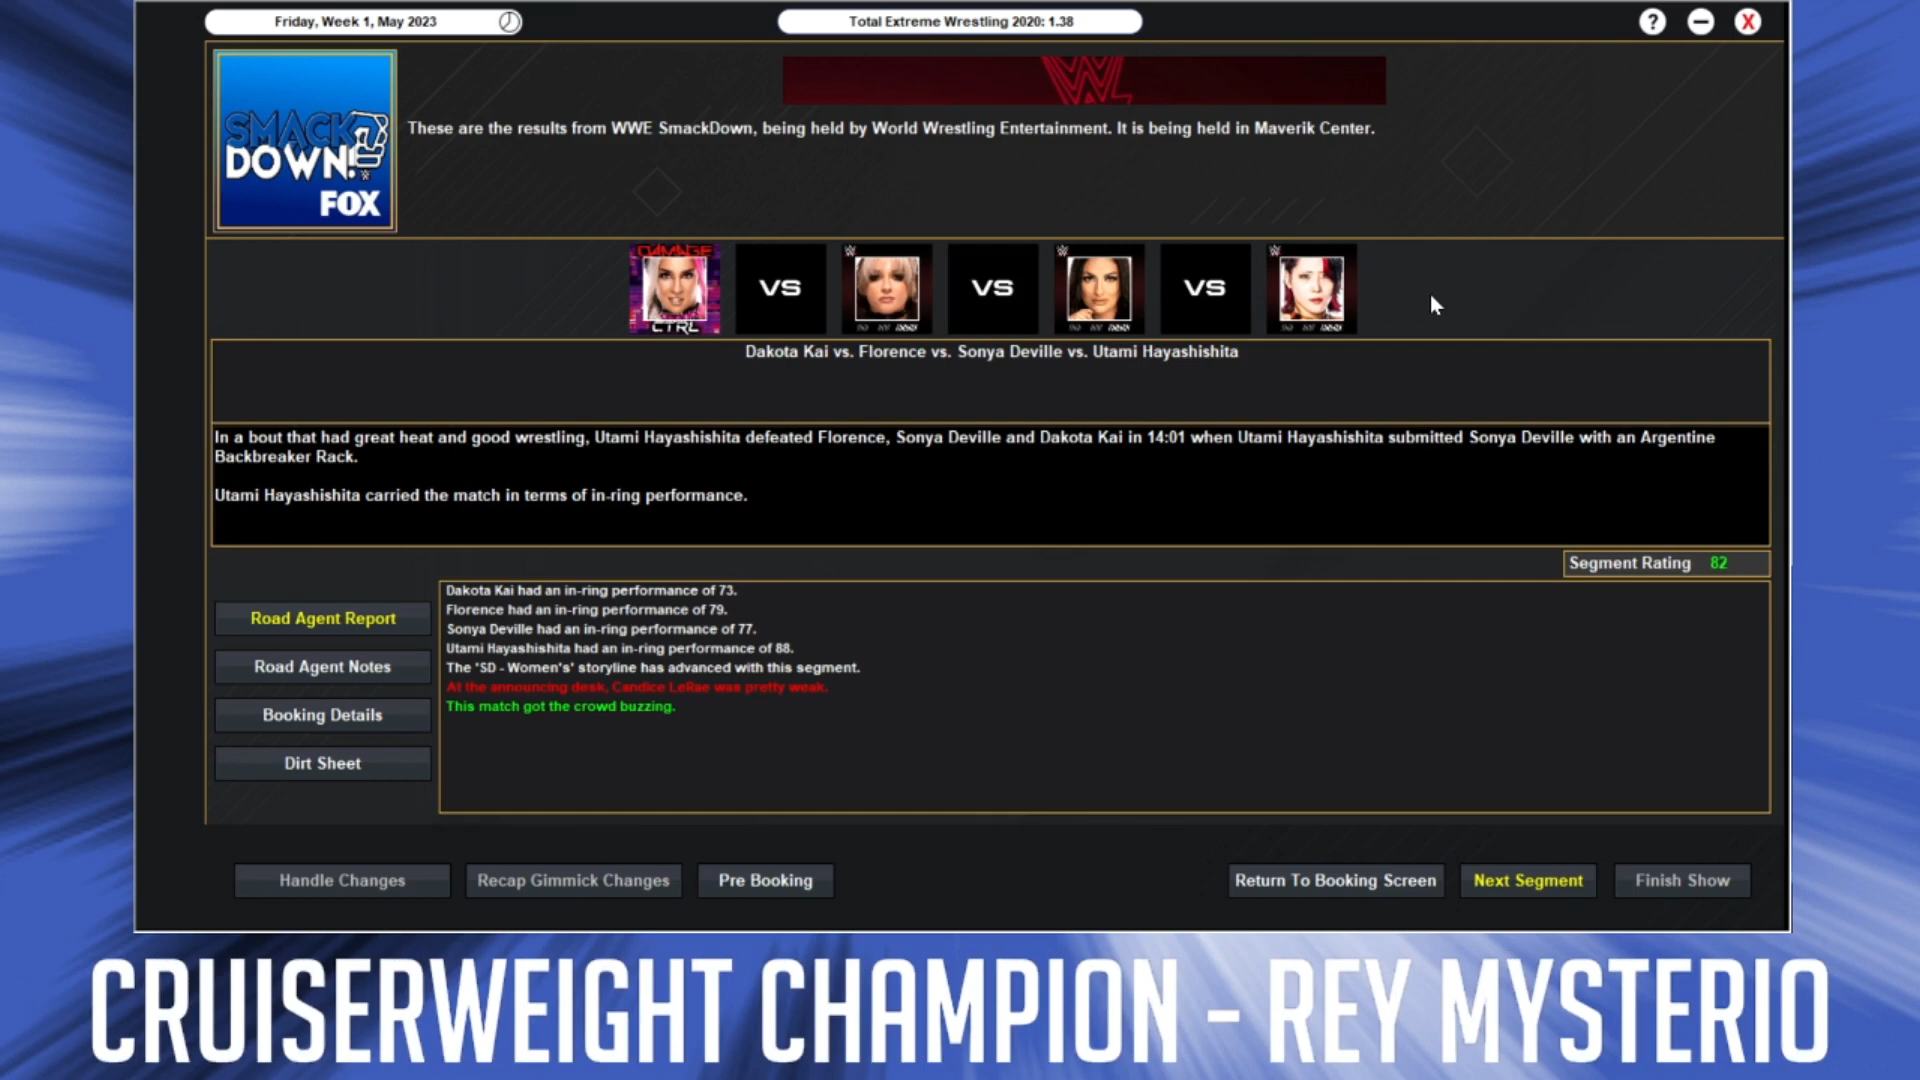 Friday, Week 1, May 2023
Total Extreme Wrestling 2020: 1.38
?
X
SMACK
DOWN!
FOX
These are the results from WWE SmackDown, being held by World Wrestling Entertainment. It is being held in Maverik Center.
DAMAGE
CTRL
VS
VS
VS
Dakota Kai vs. Florence vs. Sonya Deville vs. Utami Hayashishita
In a bout that had great heat and good wrestling, Utami Hayashishita defeated Florence, Sonya Deville and Dakota Kai in 14:01 when Utami Hayashishita submitted Sonya Deville with an Argentine
Backbreaker Rack.
Utami Hayashishita carried the match in terms of in-ring performance.
Segment Rating 82
Road Agent Report
Road Agent Notes
Booking Details
Dirt Sheet
Dakota Kai had an in-ring performance of 73.
Florence had an in-ring performance of 79.
Sonya Deville had an in-ring performance of 77.
Utami Hayashishita had an in-ring performance of 88.
The 'SD - Women's' storyline has advanced with this segment.
At the announcing desk, Candice LeRae was pretty weak.
This match got the crowd buzzing.
Handle Changes
Recap Gimmick Changes
Pre Booking
Return To Booking Screen
Next Segment
Finish Show
CRUISERWEIGHT CHAMPION - REY MYSTERIO